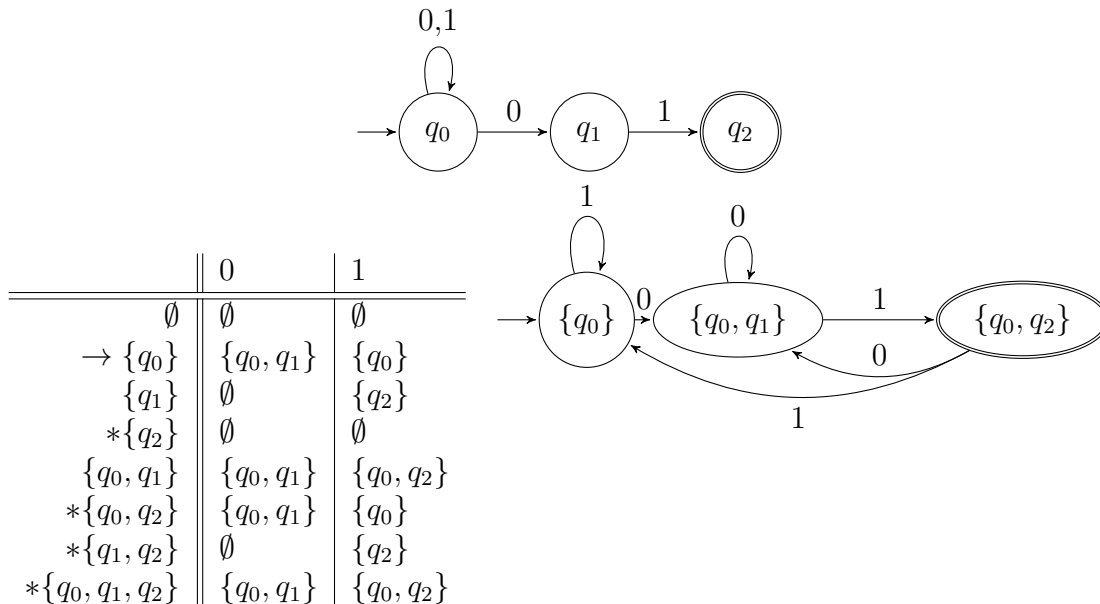 0,1
q₀ 0 q₁ 1 q₂
1 0
{q₀} 0 {q₀, q₁} 1 {q₀, q₂}
0
1
0 1
∅ ∅ ∅
→ {q₀} {q₀, q₁} {q₀}
{q₁} ∅ {q₂}
*{q₂} ∅ ∅
{q₀, q₁} {q₀, q₁} {q₀, q₂}
*{q₀, q₂} {q₀, q₁} {q₀}
*{q₁, q₂} ∅ {q₂}
*{q₀, q₁, q₂} {q₀, q₁} {q₀, q₂}